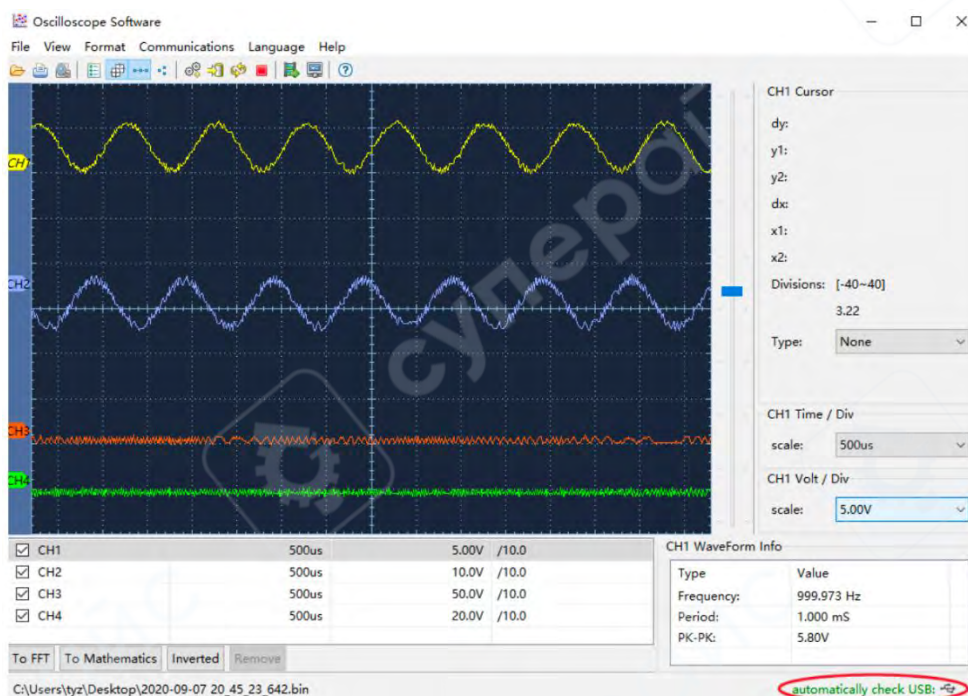 Oscilloscope Software
File View Format Communications Language Help
CH1 Cursor
dy:
y1:
y2:
dx:
x1:
x2:
Divisions: [-40~40]
3.22
Type: None
CH1 Time / Div
scale: 500us
CH1 Volt / Div
scale: 5.00V
CH1
CH2
CH3
CH4
суперайс
CH1 500us 5.00V /10.0
CH2 500us 10.0V /10.0
CH3 500us 50.0V /10.0
CH4 500us 20.0V /10.0
To FFT To Mathematics Inverted Remove
CH1 WaveForm Info
Type Value
Frequency: 999.973 Hz
Period: 1.000 mS
PK-PK: 5.80V
C:\Users\tyz\Desktop\2020-09-07 20_45_23_642.bin
automatically check USB: